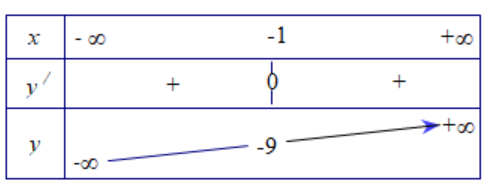 x - ∞ -1 +∞
y′ + 0 +
y -∞ -9 +∞